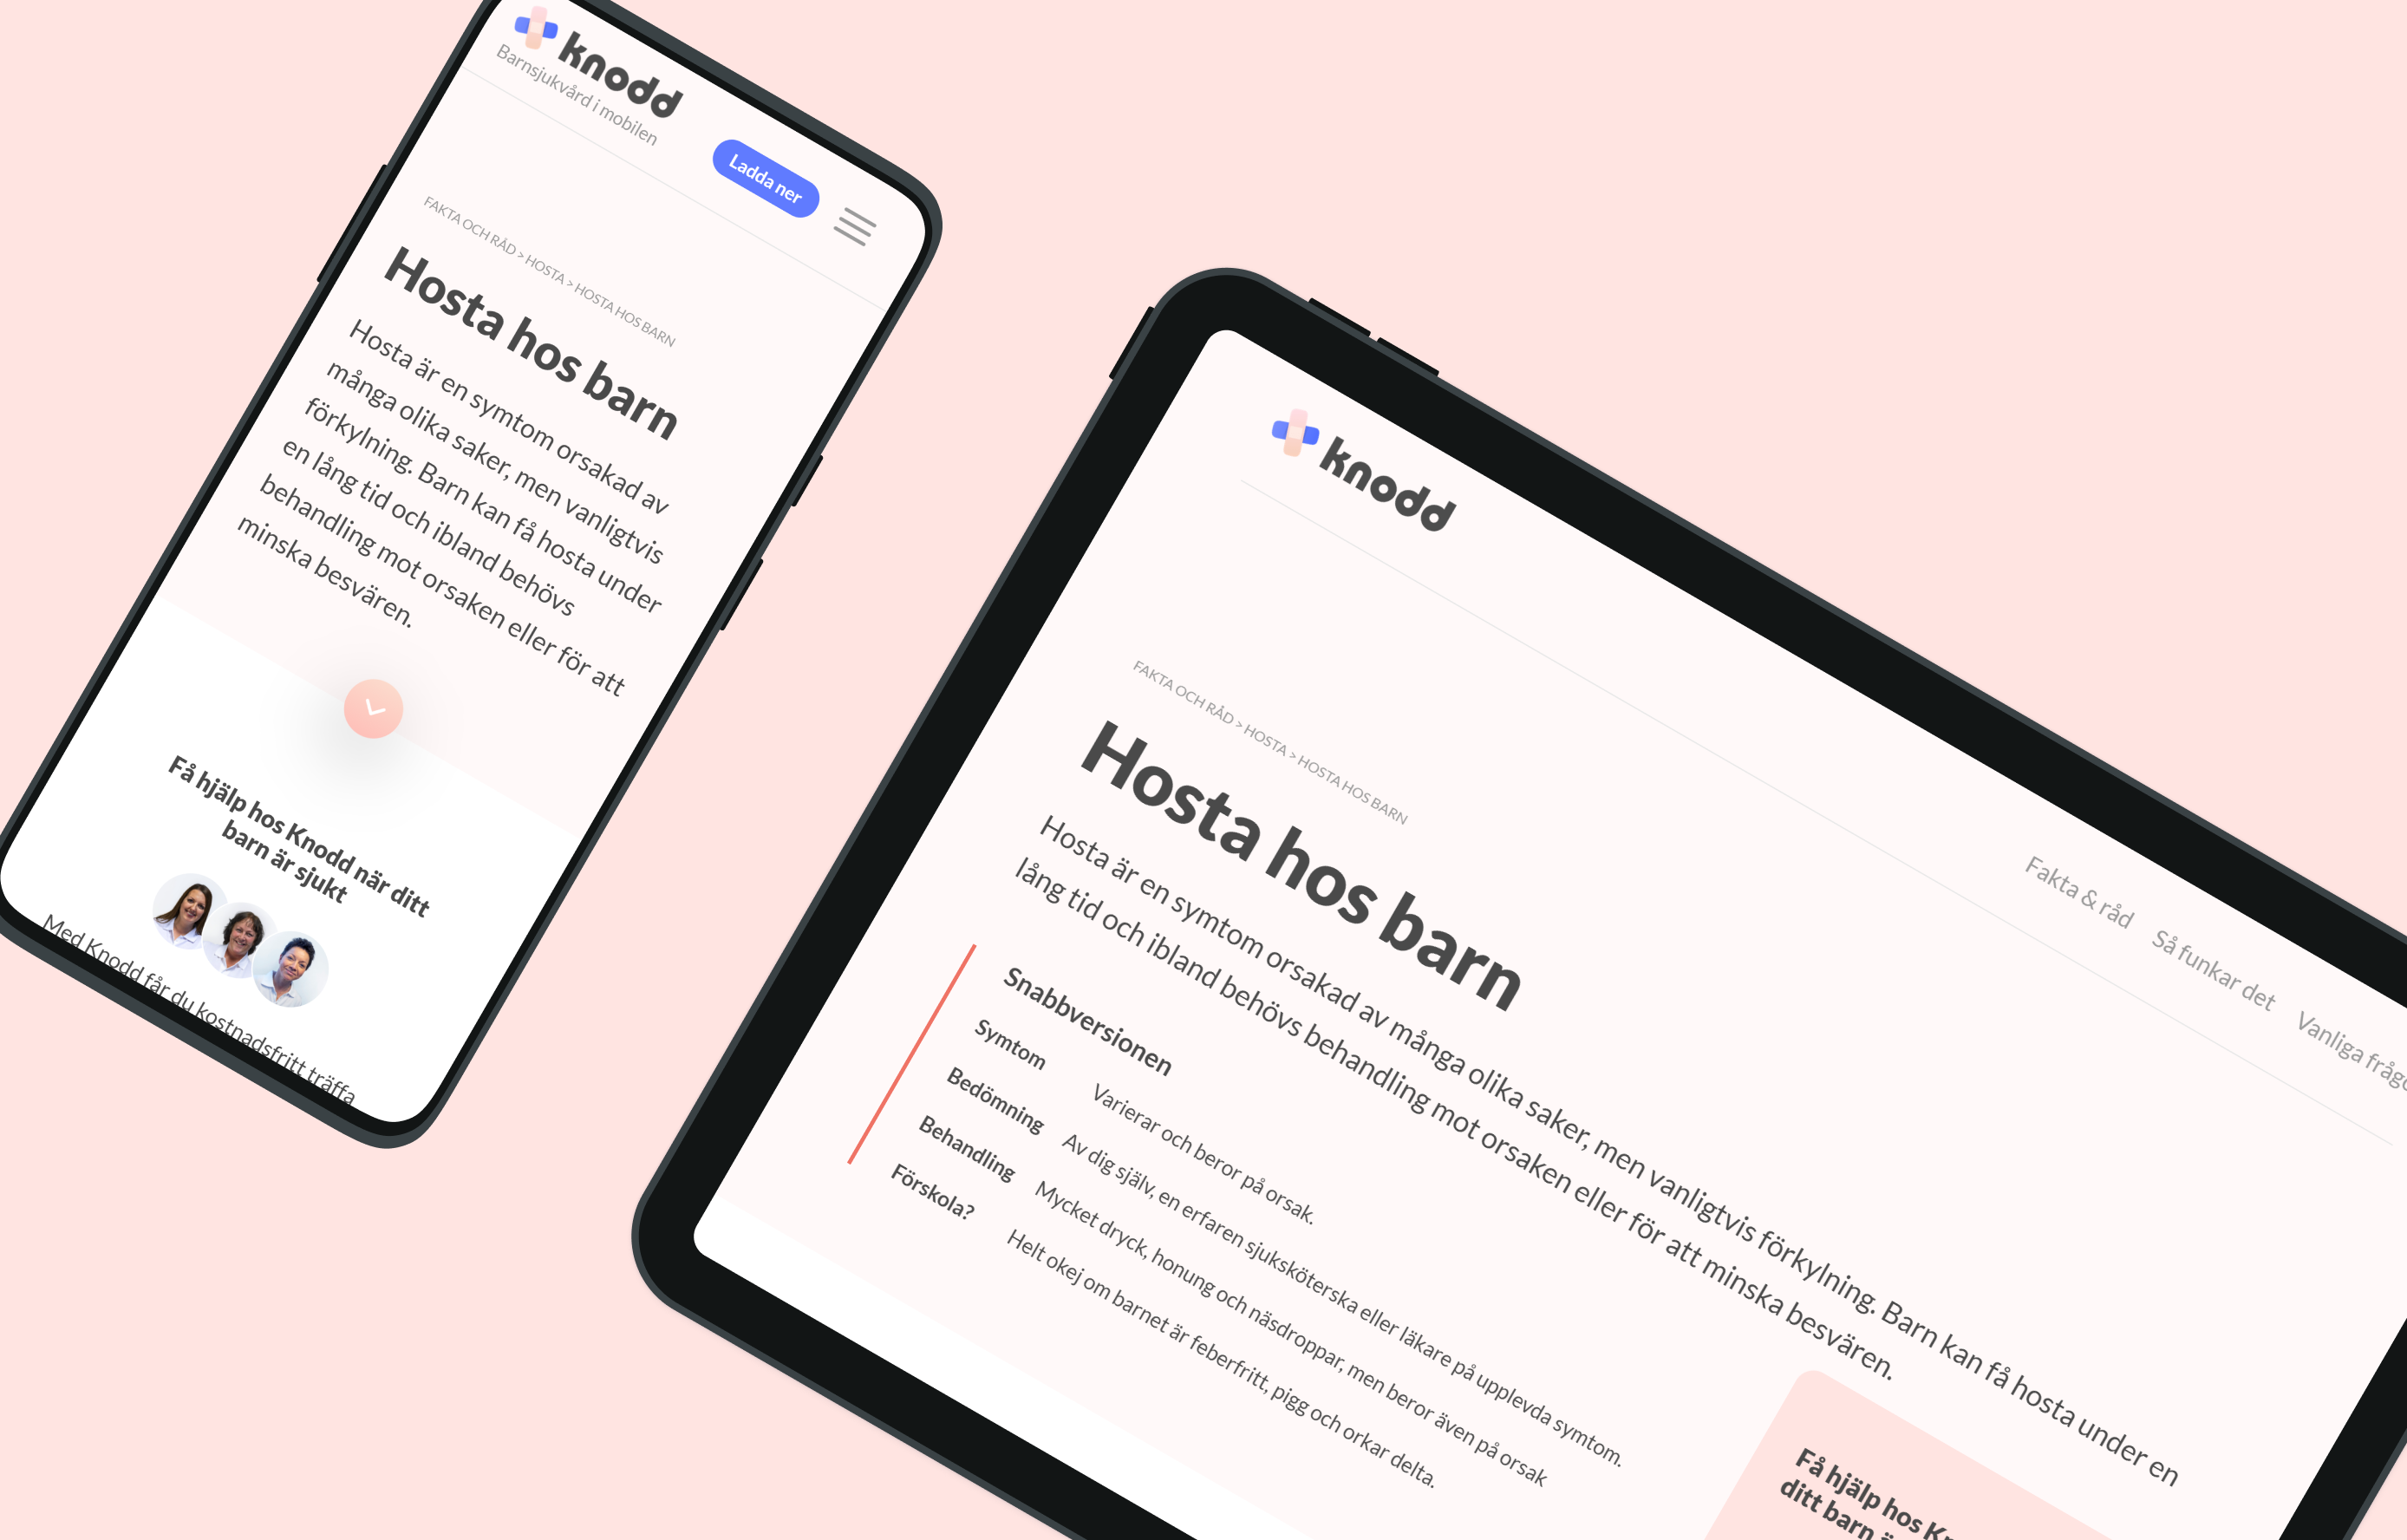 knodd
Barnsjukvård i mobilen
Ladda ner
FAKTA OCH RÅD > HOSTA > HOSTA HOS BARN
Hosta hos barn
Hosta är en symtom orsakad av
många olika saker, men vanligtvis
förkylning. Barn kan få hosta under
en lång tid och ibland behövs
behandling mot orsaken eller för att
minska besvären.
Få hjälp hos Knodd när ditt
barn är sjukt
Med Knodd får du kostnadsfritt träffa
knodd
Fakta & råd
Så funkar det
Vanliga
FAKTA OCH RÅD > HOSTA > HOSTA HOS BARN
Hosta hos barn
Hosta är en symtom orsakad av många olika saker, men vanligtvis förkylning. Barn kan få hosta under en
lång tid och ibland behövs behandling mot orsaken eller för att minska besvären.
Snabbversionen
Symtom Varierar och beror på orsak.
Bedömning Av dig själv, en erfaren sjuksköterska eller läkare på upplevda symtom.
Behandling Mycket dryck, honung och näsdroppar, men beror även på orsak
Förskola? Helt okej om barnet är feberfritt, pigg och orkar delta.
Få hjälp hos
ditt barn